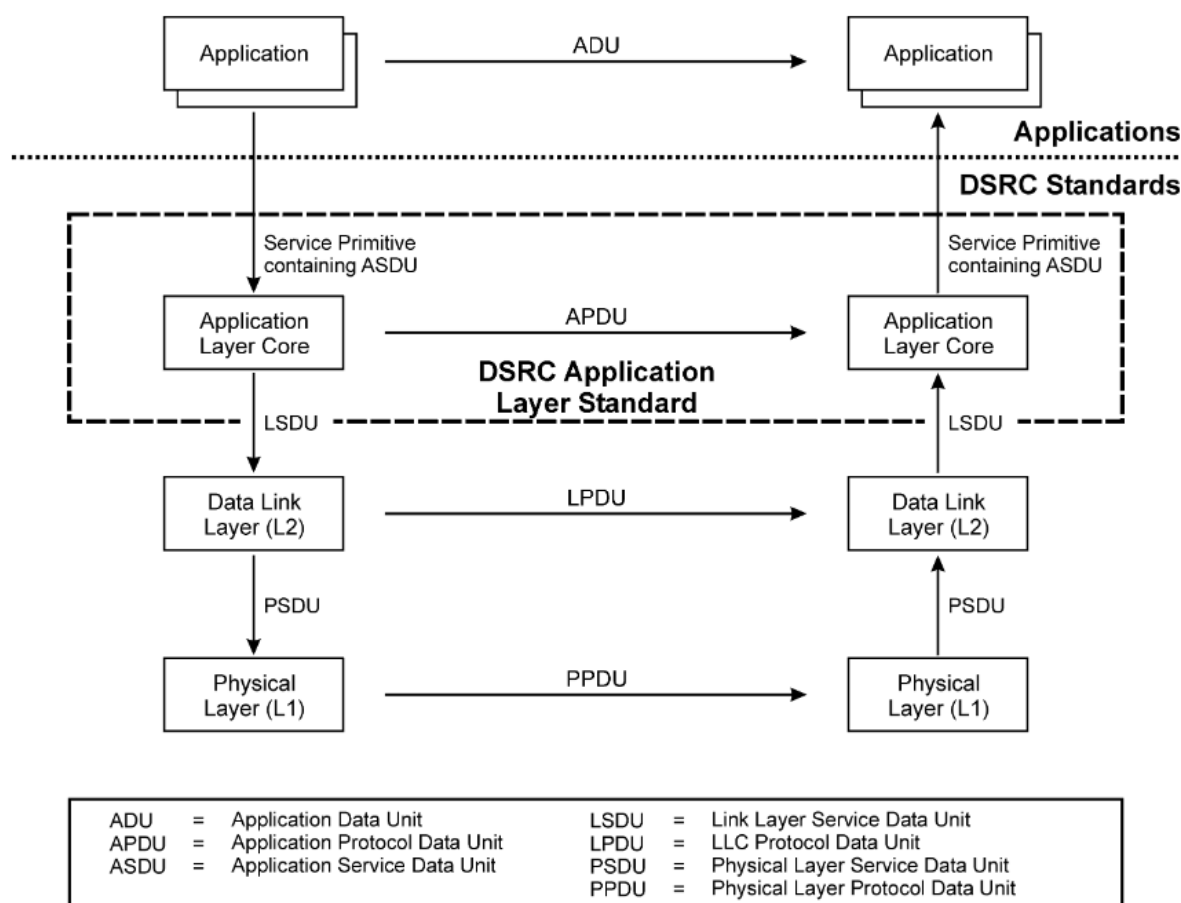 Application
ADU
Application
Applications
DSRC Standards
Service Primitive
containing ASDU
Service Primitive
containing ASDU
Application
Layer Core
APDU
Application
Layer Core
DSRC Application
Layer Standard
LSDU
LSDU
Data Link
Layer (L2)
LPDU
Data Link
Layer (L2)
PSDU
PSDU
Physical
Layer (L1)
PPDU
Physical
Layer (L1)
ADU = Application Data Unit
APDU = Application Protocol Data Unit
ASDU = Application Service Data Unit
LSDU = Link Layer Service Data Unit
LPDU = LLC Protocol Data Unit
PSDU = Physical Layer Service Data Unit
PPDU = Physical Layer Protocol Data Unit